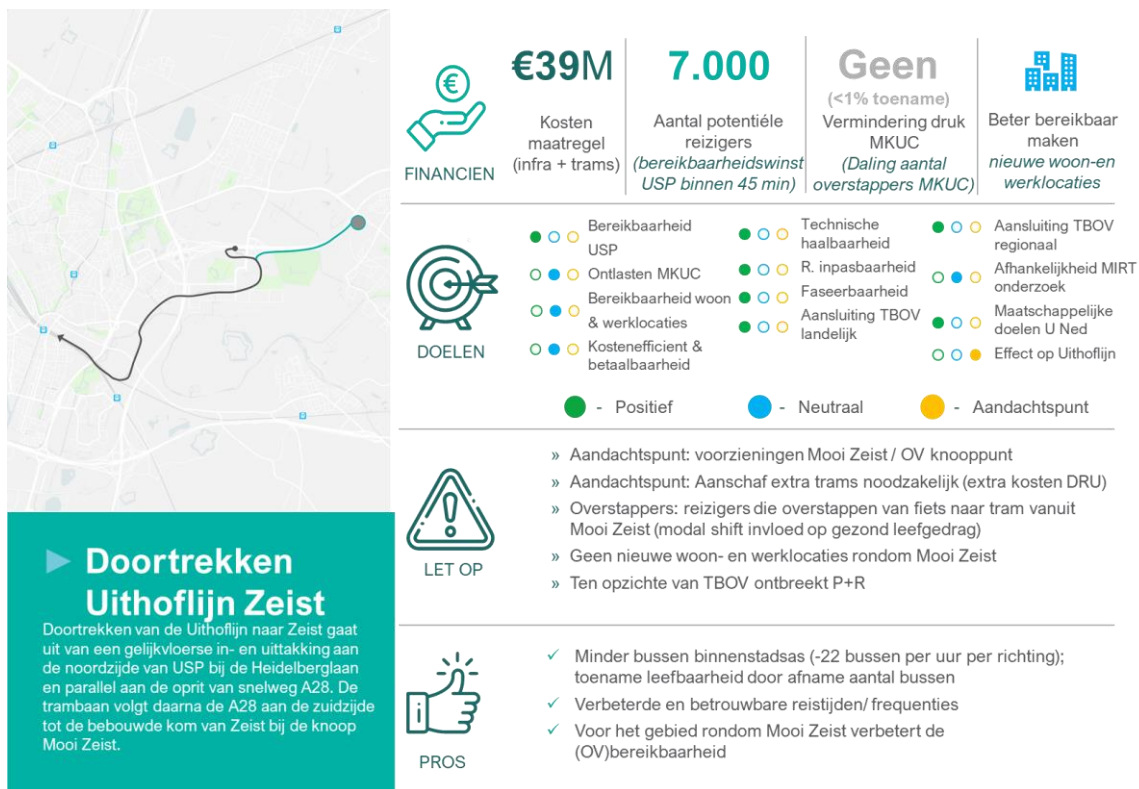 €39M
Kosten
maatregel
(infra + trams)
7.000
Aantal potentiéle
reizigers
(bereikbaarheidswinst
USP binnen 45 min)
Geen
(<1% toename)
Vermindering druk
MKUC
(Daling aantal
overstappers MKUC)
Beter bereikbaar
maken
nieuwe woon-en
werklocaties
€
FINANCIEN
Bereikbaarheid
USP
Ontlasten MKUC
Bereikbaarheid woon
& werklocaties
Kostenefficient &
betaalbaarheid
Technische
haalbaarheid
R. inpasbaarheid
Faseerbaarheid
Aansluiting TBOV
landelijk
Aansluiting TBOV
regionaal
Afhankelijkheid MIRT
onderzoek
Maatschappelijke
doelen U Ned
Effect op Uithoflijn
DOELEN
- Positief
- Neutraal
- Aandachtspunt
» Aandachtspunt: voorzieningen Mooi Zeist / OV knooppunt
» Aandachtspunt: Aanschaf extra trams noodzakelijk (extra kosten DRU)
» Overstappers: reizigers die overstappen van fiets naar tram vanuit
Mooi Zeist (modal shift invloed op gezond leefgedrag)
» Geen nieuwe woon- en werklocaties rondom Mooi Zeist
» Ten opzichte van TBOV ontbreekt P+R
LET OP
✓ Minder bussen binnenstadsas (-22 bussen per uur per richting);
toename leefbaarheid door afname aantal bussen
✓ Verbeterde en betrouwbare reistijden/ frequenties
✓ Voor het gebied rondom Mooi Zeist verbetert de
(OV)bereikbaarheid
PROS
Doortrekken
Uithoflijn Zeist
Doortrekken van de Uithoflijn naar Zeist gaat
uit van een gelijkvloerse in- en uittakking aan
de noordzijde van USP bij de Heidelberglaan
en parallel aan de oprit van snelweg A28. De
trambaan volgt daarna de A28 aan de zuidzijde
tot de bebouwde kom van Zeist bij de knoop
Mooi Zeist.